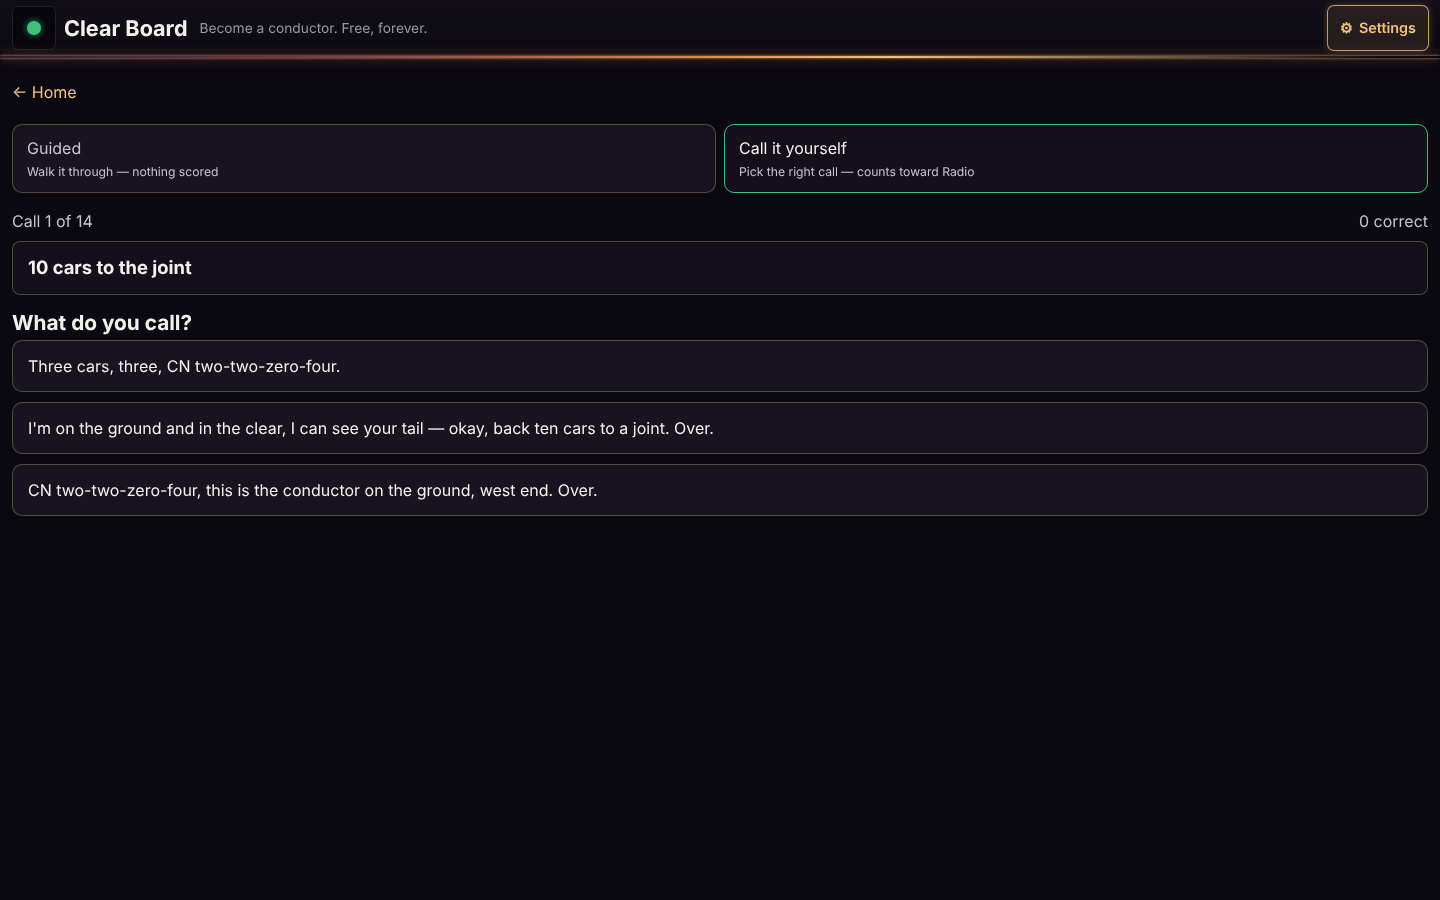 Clear Board Become a conductor. Free, forever.
⚙ Settings
← Home
Guided
Walk it through — nothing scored
Call it yourself
Pick the right call — counts toward Radio
Call 1 of 14
0 correct
10 cars to the joint
What do you call?
Three cars, three, CN two-two-zero-four.
I'm on the ground and in the clear, I can see your tail — okay, back ten cars to a joint. Over.
CN two-two-zero-four, this is the conductor on the ground, west end. Over.